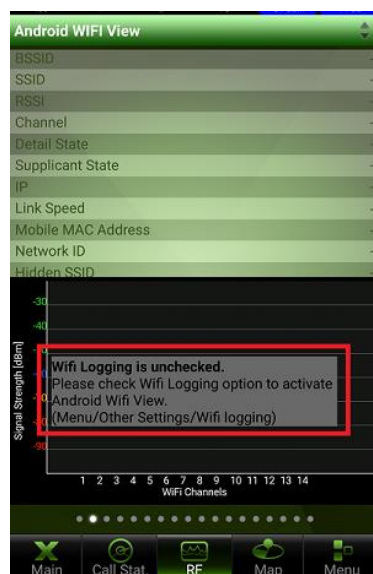 Android WIFI View
BSSID
SSID
RSSI
Channel
Detail State
Supplicant State
IP
Link Speed
Mobile MAC Address
Network ID
Hidden SSID
Signal Strength [dBm]
-30
-40
-90
Wifi Logging is unchecked.
Please check Wifi Logging option to activate
Android Wifi View.
(Menu/Other Settings/Wifi logging)
1 2 3 4 5 6 7 8 9 10 11 12 13 14
WiFi Channels
Main Call Stat. RF Map Menu